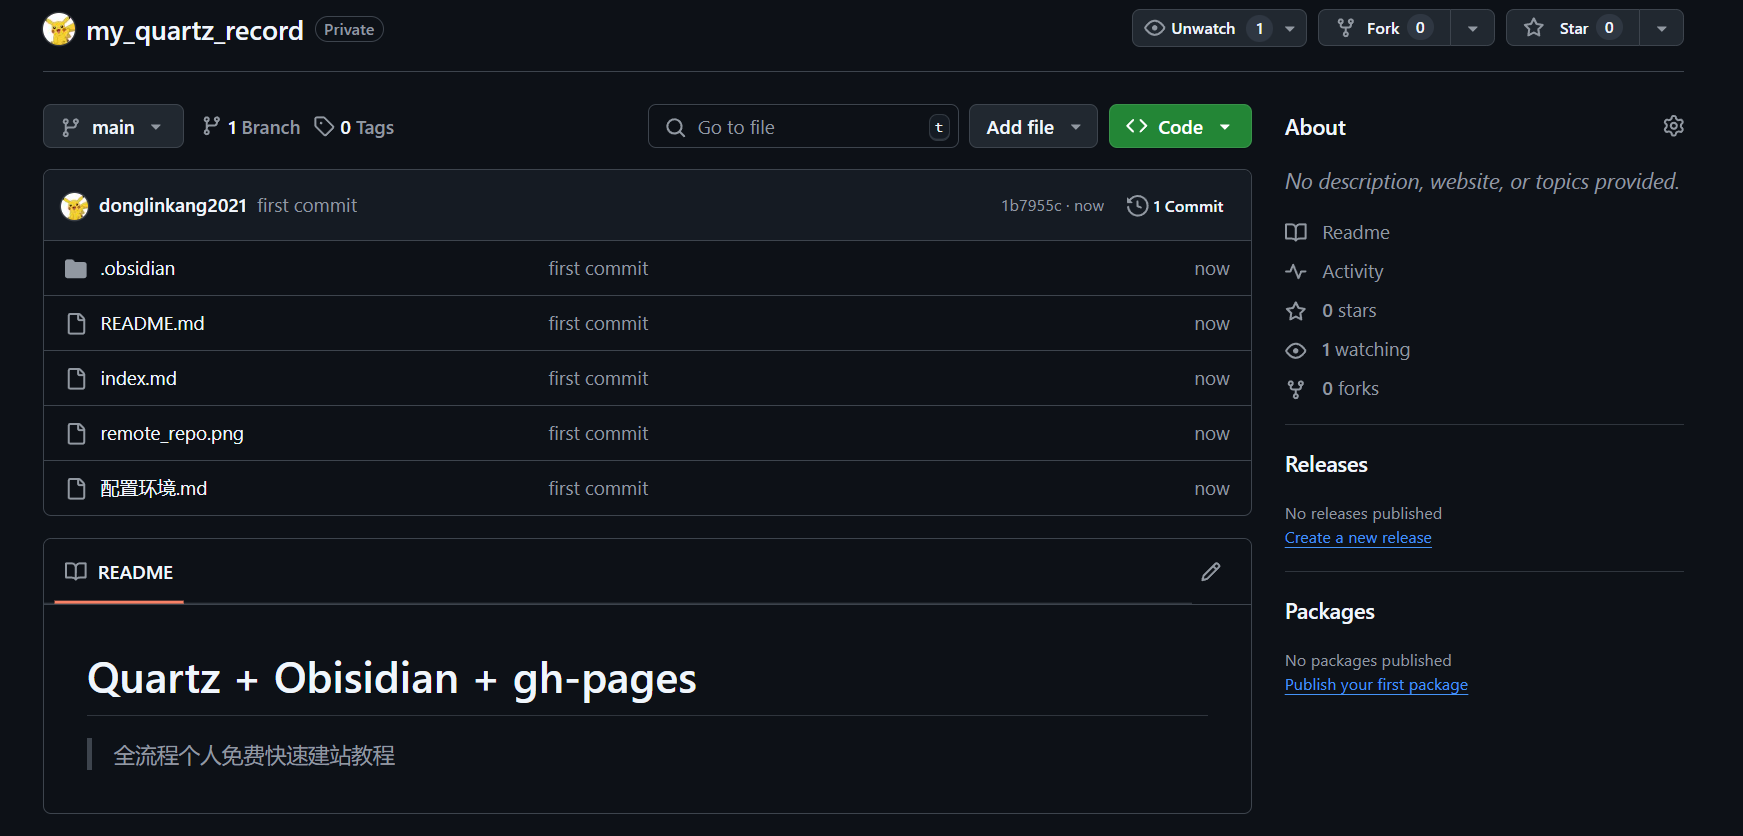 my_quartz_record Private Unwatch 1 Fork 0 Star 0
main 1 Branch 0 Tags Go to file t Add file Code
donglinkang2021 first commit 1b7955c · now 1 Commit
.obsidian first commit now
README.md first commit now
index.md first commit now
remote_repo.png first commit now
配置环境.md first commit now
README
Quartz + Obisidian + gh-pages
全流程个人免费快速建站教程
About
No description, website, or topics provided.
Readme
Activity
0 stars
1 watching
0 forks
Releases
No releases published
Create a new release
Packages
No packages published
Publish your first package